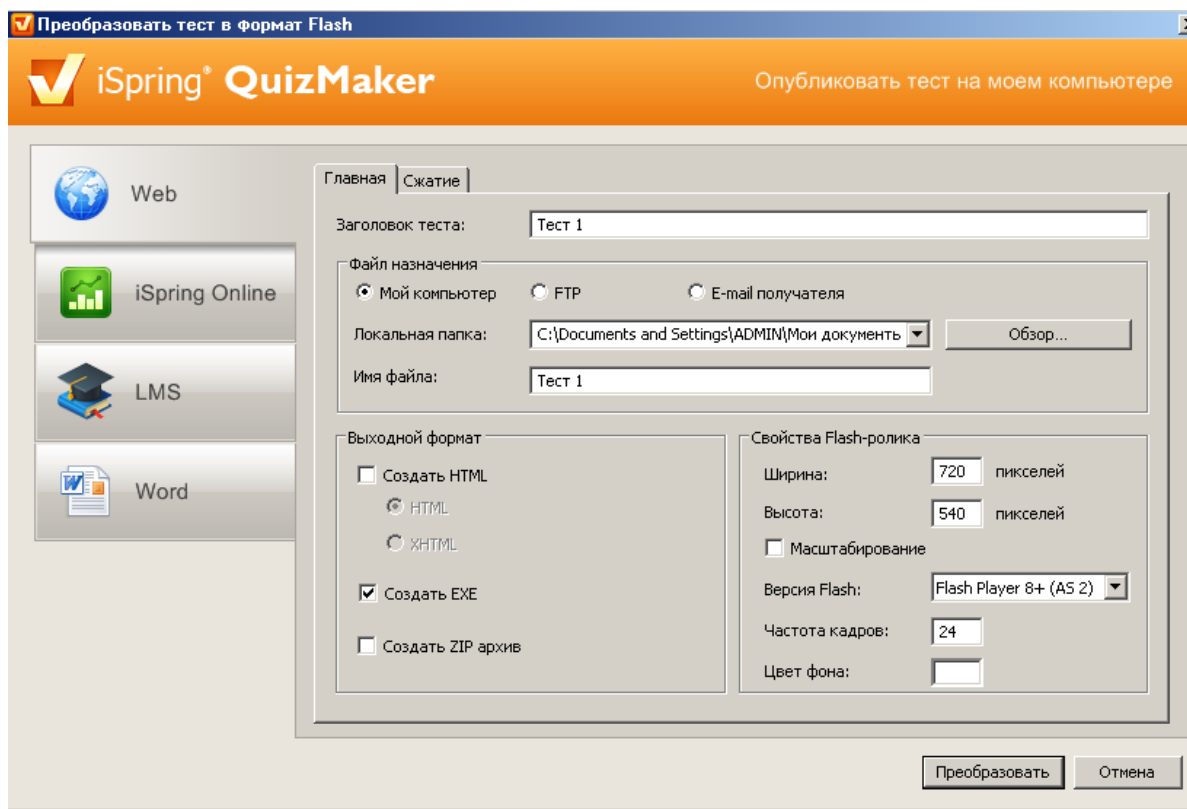 Преобразовать тест в формат Flash
iSpring® QuizMaker
Опубликовать тест на моем компьютере
Web
iSpring Online
LMS
Word
Главная
Сжатие
Заголовок теста:
Тест 1
Файл назначения
Мой компьютер
FTP
E-mail получателя
Локальная папка:
C:\Documents and Settings\ADMIN\Мои документь
Обзор...
Имя файла:
Тест 1
Выходной формат
Создать HTML
HTML
XHTML
Создать EXE
Создать ZIP архив
Свойства Flash-ролика
Ширина:
720
пикселей
Высота:
540
пикселей
Масштабирование
Версия Flash:
Flash Player 8+ (AS 2)
Частота кадров:
24
Цвет фона:
Преобразовать
Отмена